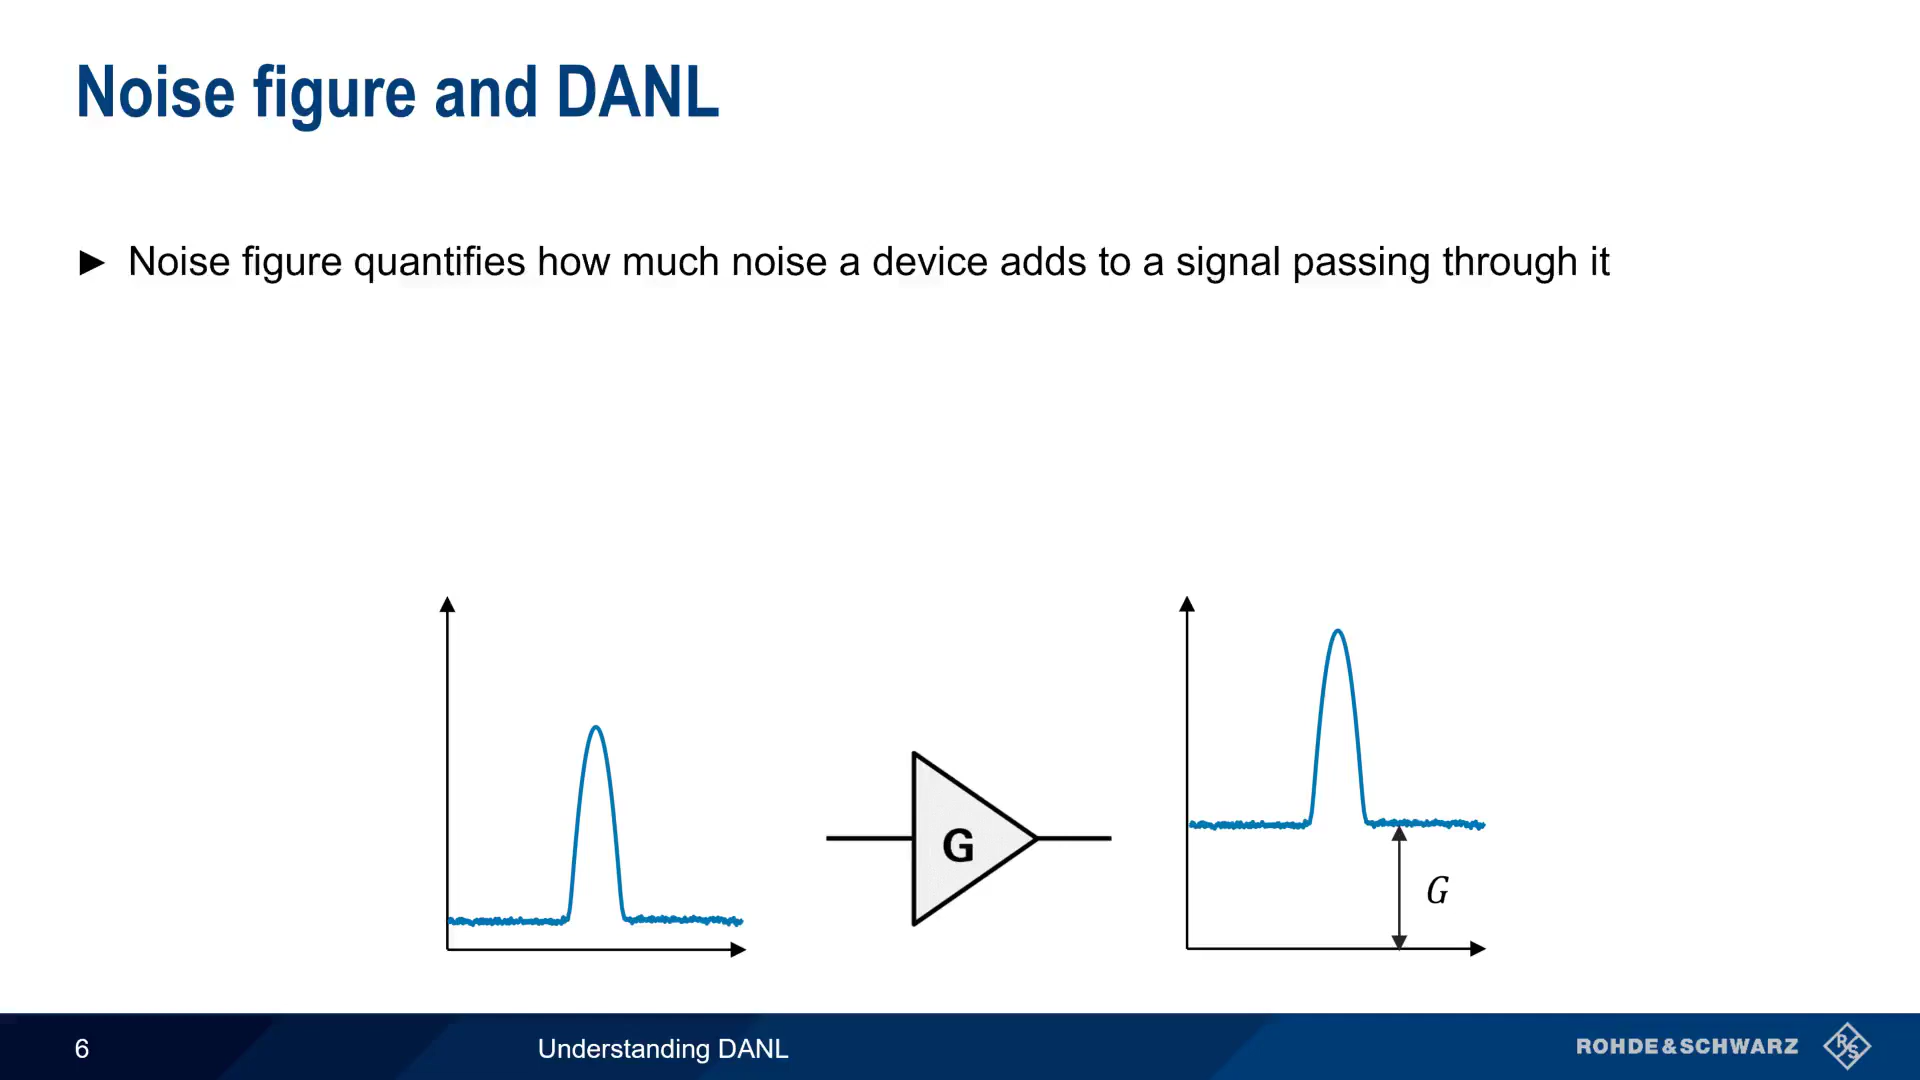 Noise figure and DANL
► Noise figure quantifies how much noise a device adds to a signal passing through it
G
G
6
Understanding DANL
ROHDE&SCHWARZ
R&S